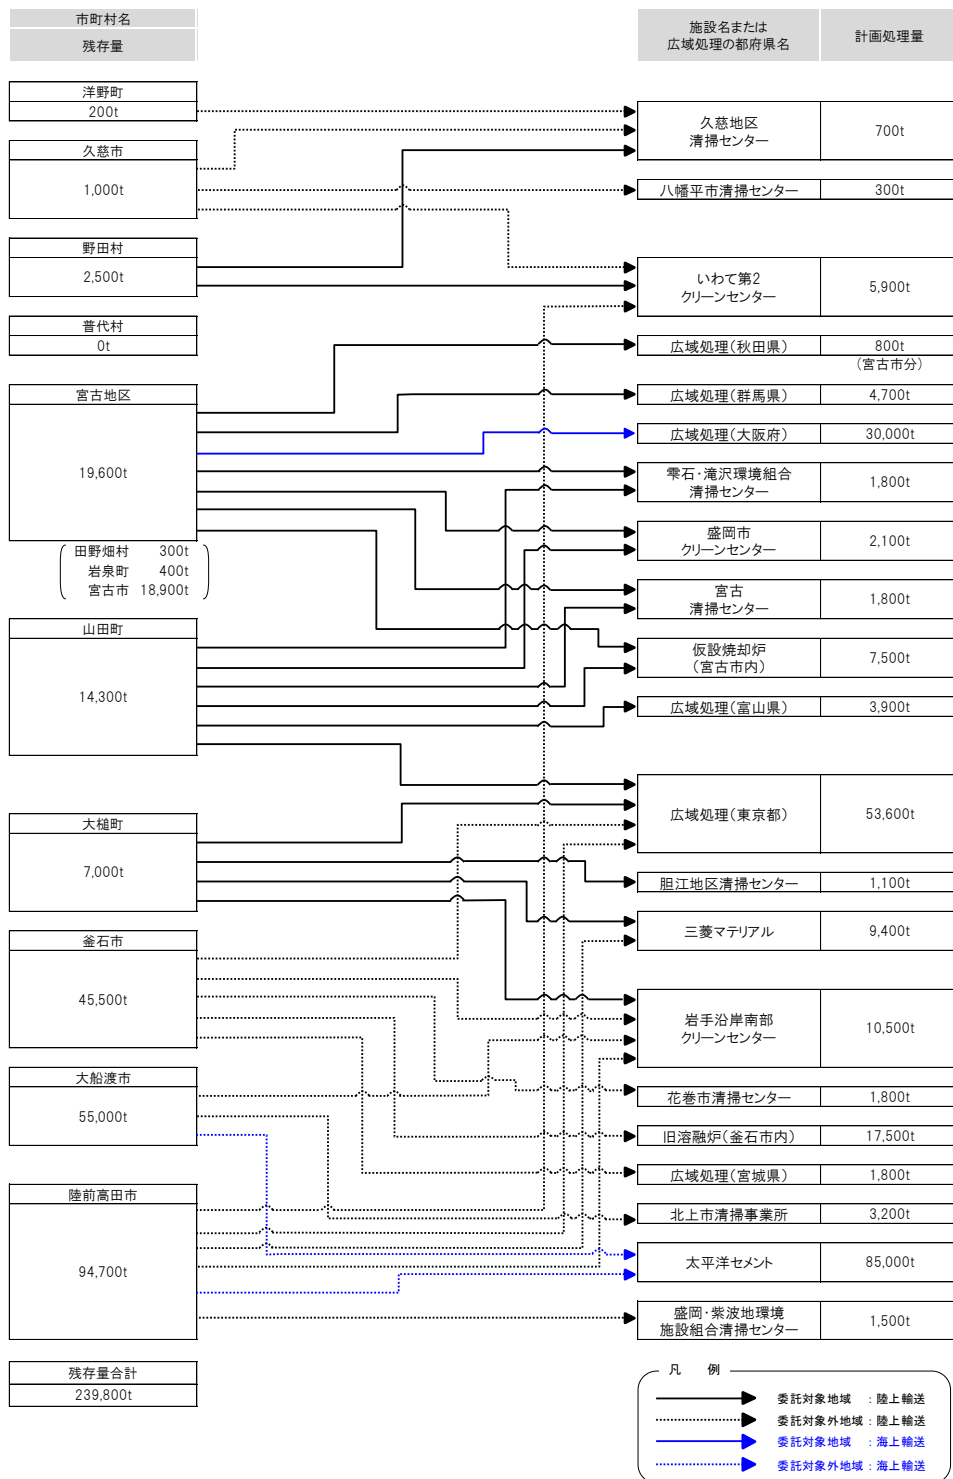 市町村名
残存量
施設名または
広域処理の都府県名
計画処理量
洋野町
200t
久慈市
1,000t
野田村
2,500t
普代村
0t
宮古地区
19,600t
田野畑村 300t
岩泉町 400t
宮古市 18,900t
山田町
14,300t
大槌町
7,000t
釜石市
45,500t
大船渡市
55,000t
陸前高田市
94,700t
残存量合計
239,800t
久慈地区
清掃センター
700t
八幡平市清掃センター 300t
いわて第2
クリーンセンター
5,900t
広域処理(秋田県) 800t
(宮古市分)
広域処理(群馬県) 4,700t
広域処理(大阪府) 30,000t
雫石・滝沢環境組合
清掃センター
1,800t
盛岡市
クリーンセンター
2,100t
宮古
清掃センター
1,800t
仮設焼却炉
(宮古市内)
7,500t
広域処理(富山県) 3,900t
広域処理(東京都) 53,600t
胆江地区清掃センター 1,100t
三菱マテリアル 9,400t
岩手沿岸南部
クリーンセンター
10,500t
花巻市清掃センター 1,800t
旧溶融炉(釜石市内) 17,500t
広域処理(宮城県) 1,800t
北上市清掃事業所 3,200t
太平洋セメント 85,000t
盛岡・紫波地環境
施設組合清掃センター
1,500t
凡 例
委託対象地域 : 陸上輸送
委託対象外地域 : 陸上輸送
委託対象地域 : 海上輸送
委託対象外地域 : 海上輸送